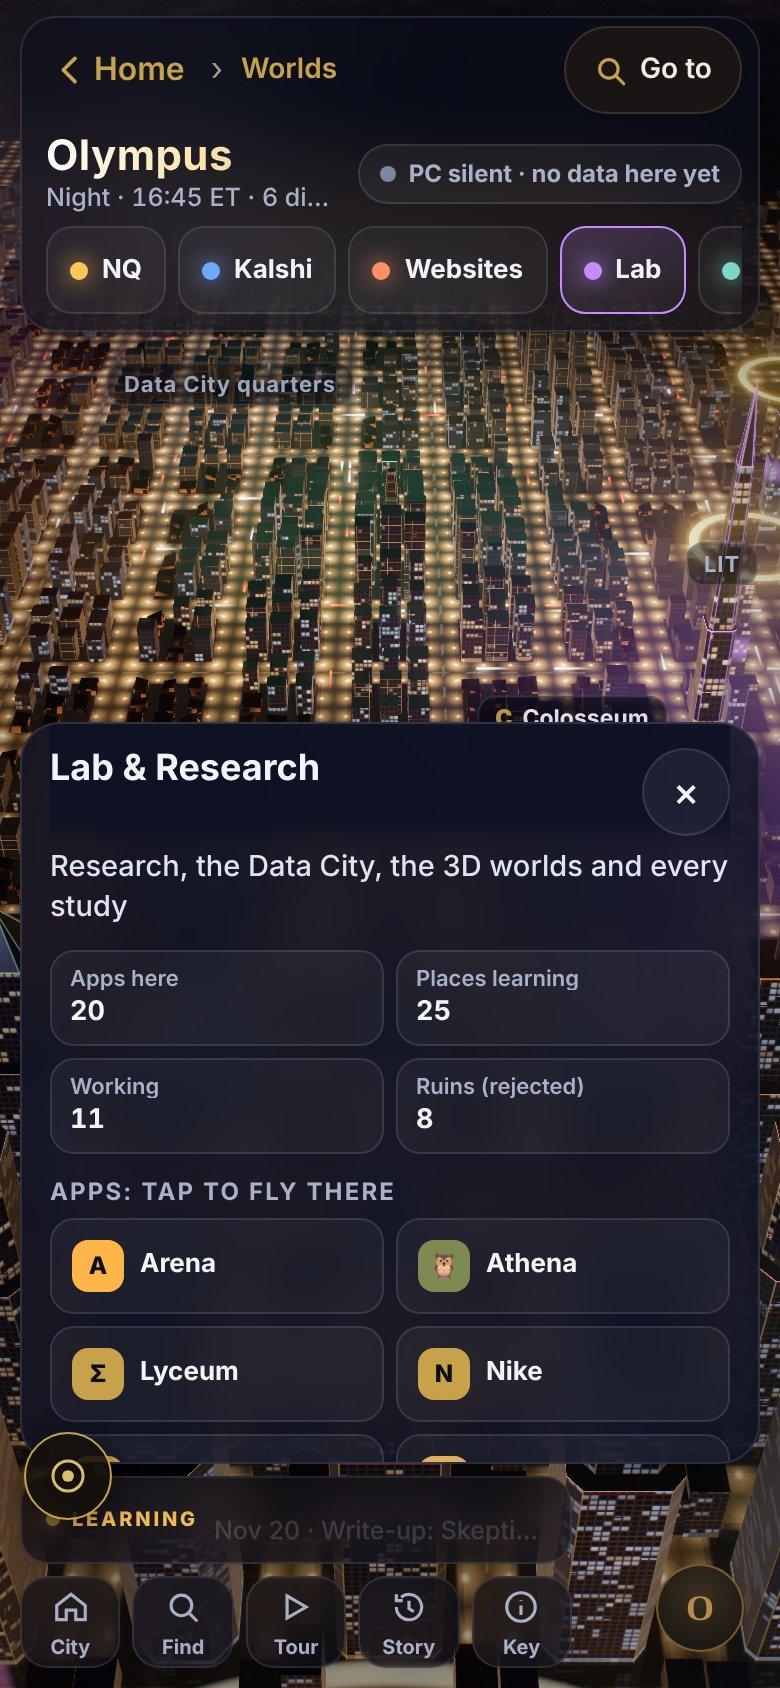 Home › Worlds
Go to
Olympus
Night · 16:45 ET · 6 di...
PC silent · no data here yet
NQ
Kalshi
Websites
Lab
Data City quarters
LIT
C Colosseum
Lab & Research
×
Research, the Data City, the 3D worlds and every
study
Apps here
20
Places learning
25
Working
11
Ruins (rejected)
8
APPS: TAP TO FLY THERE
A Arena
Athena
Σ Lyceum
N Nike
LEARNING
Nov 20 · Write-up: Skepti...
City
Find
Tour
Story
Key
O